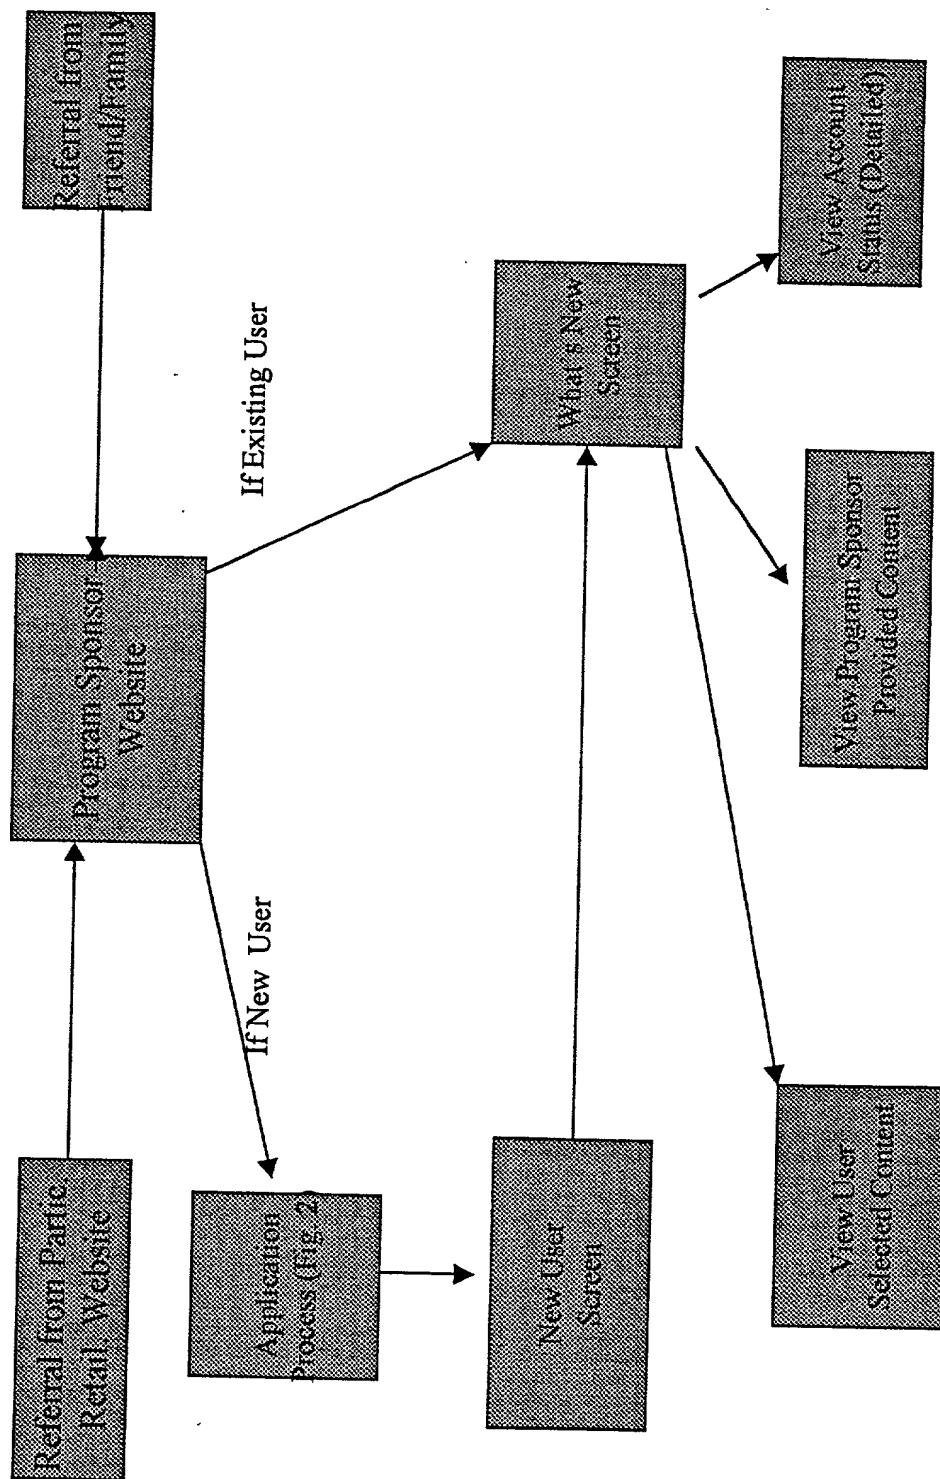 Referral from Partic.
Retail. Website
Program Sponsor
Website
Referral from
Friend/Family
If New User
If Existing User
Application
Process (Fig. 2)
New User
Screen
What's New
Screen
View User
Selected Content
View Program Sponsor
Provided Content
View Account
Status (Detailed)